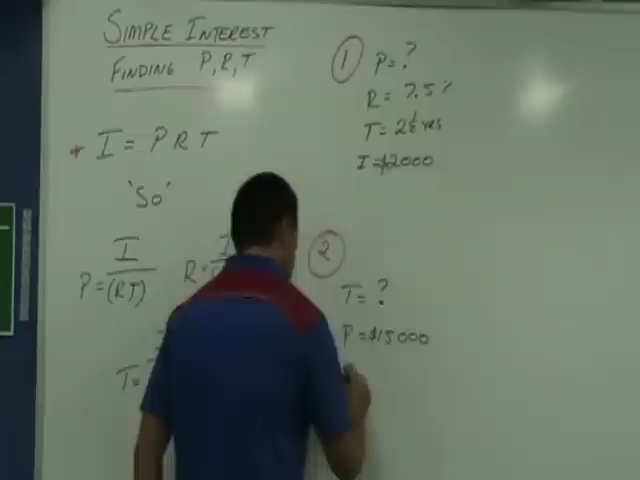 SIMPLE INTEREST
FINDING P, R, T
* I = P R T
'So'
P = I
(RT)
R = I
T =
1
P = ?
R = 7.5%
T = 2½ yrs
I = $2000
2
T = ?
P = $15000